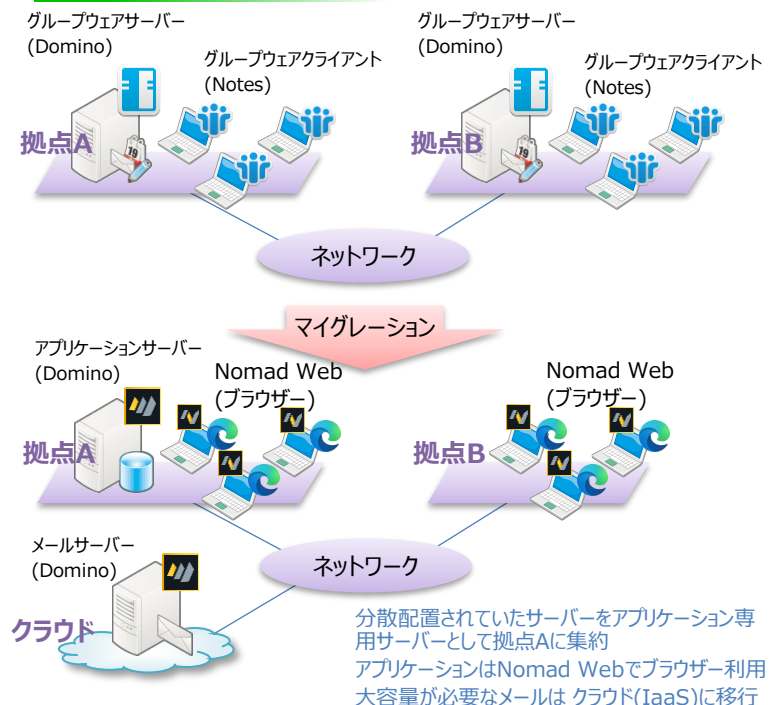 グループウェアサーバー
(Domino)
グループウェアクライアント
(Notes)
拠点A
19
グループウェアサーバー
(Domino)
グループウェアクライアント
(Notes)
拠点B
19
ネットワーク
マイグレーション
アプリケーションサーバー
(Domino)
Nomad Web
(ブラウザー)
拠点A
Nomad Web
(ブラウザー)
拠点B
メールサーバー
(Domino)
クラウド
ネットワーク
分散配置されていたサーバーをアプリケーション専
用サーバーとして拠点Aに集約
アプリケーションはNomad Webでブラウザー利用
大容量が必要なメールは クラウド(IaaS)に移行